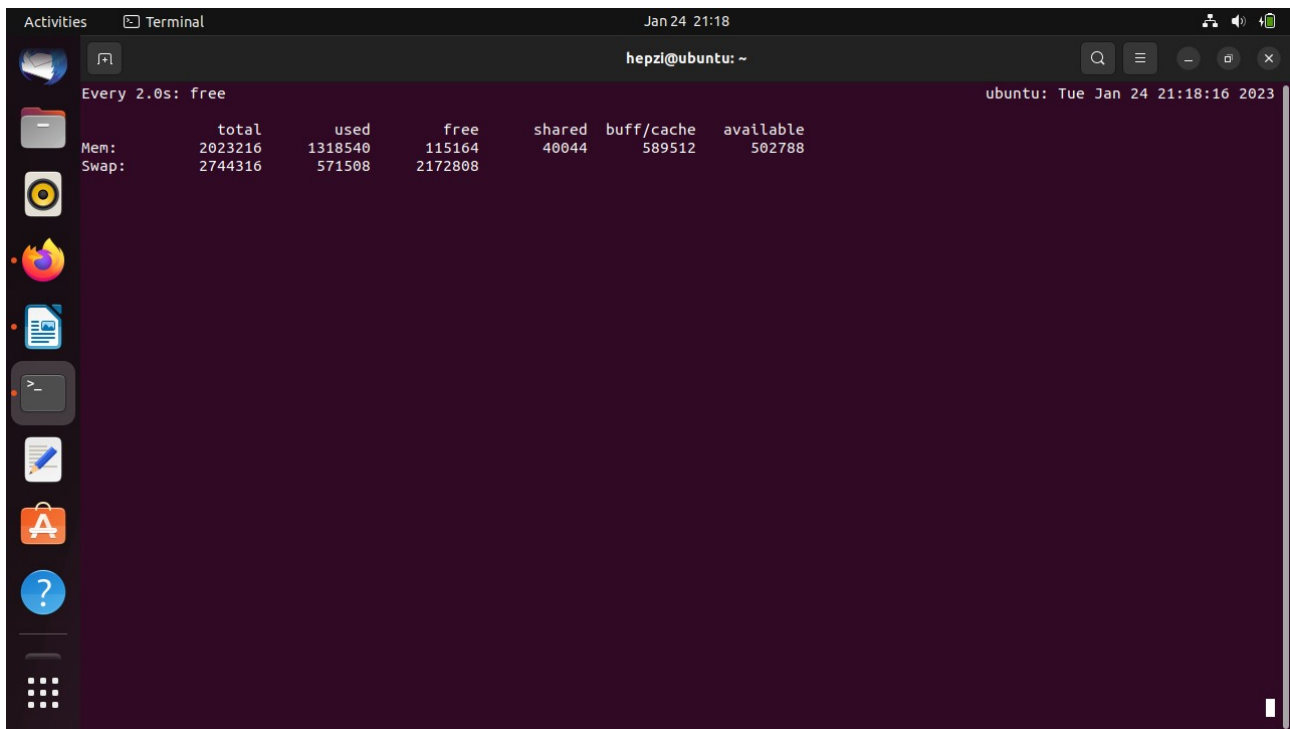 Activities Terminal Jan 24 21:18
hepzi@ubuntu: ~
Every 2.0s: free ubuntu: Tue Jan 24 21:18:16 2023
total used free shared buff/cache available
Mem: 2023216 1318540 115164 40044 589512 502788
Swap: 2744316 571508 2172808